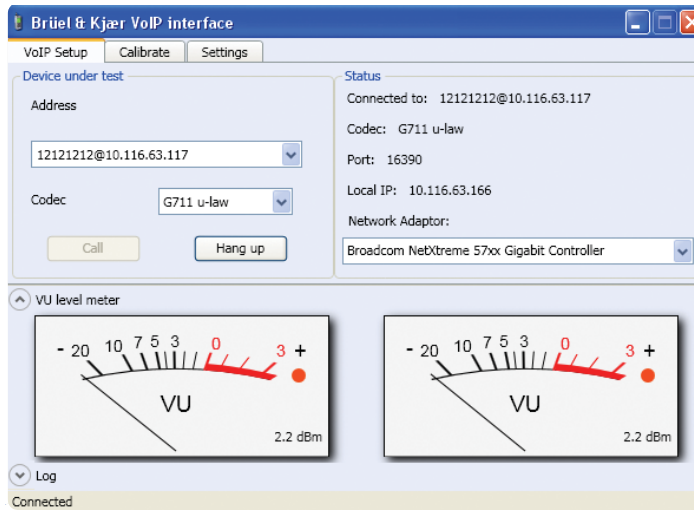 Brüel & Kjær VoIP interface
VoIP Setup Calibrate Settings
Device under test
Address
12121212@10.116.63.117
Codec G711 u-law
Call Hang up
Status
Connected to: 12121212@10.116.63.117
Codec: G711 u-law
Port: 16390
Local IP: 10.116.63.166
Network Adaptor:
Broadcom NetXtreme 57xx Gigabit Controller
VU level meter
- 20 10 7 5 3 0 3 +
VU
2.2 dBm
- 20 10 7 5 3 0 3 +
VU
2.2 dBm
Log
Connected